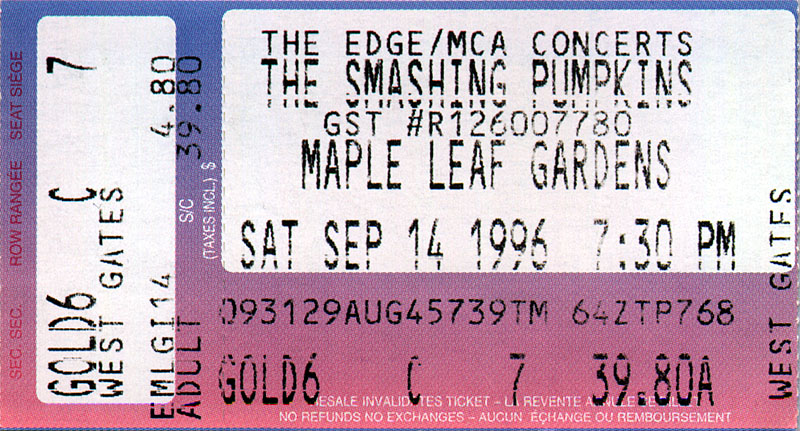 THE EDGE/MCA CONCERTS
THE SMASHING PUMPKINS
GST #R126007780
MAPLE LEAF GARDENS
SAT SEP 14 1996 7:30 PM
093129AUG45739TM 64ZTP768
GOLD6 C 7 39.80A
RESALE INVALIDATES TICKET – LA REVENTE ANNULE LE BILLET
NO REFUNDS NO EXCHANGES – AUCUN ÉCHANGE OU REMBOURSEMENT
SEC. SEC. ROW RANGÉE SEAT SIÈGE
GOLD6 C 7
WEST GATES
EMLGI14 4.80
ADULT 39.80
S/C
(TAXES INCL.) $
WEST GATES